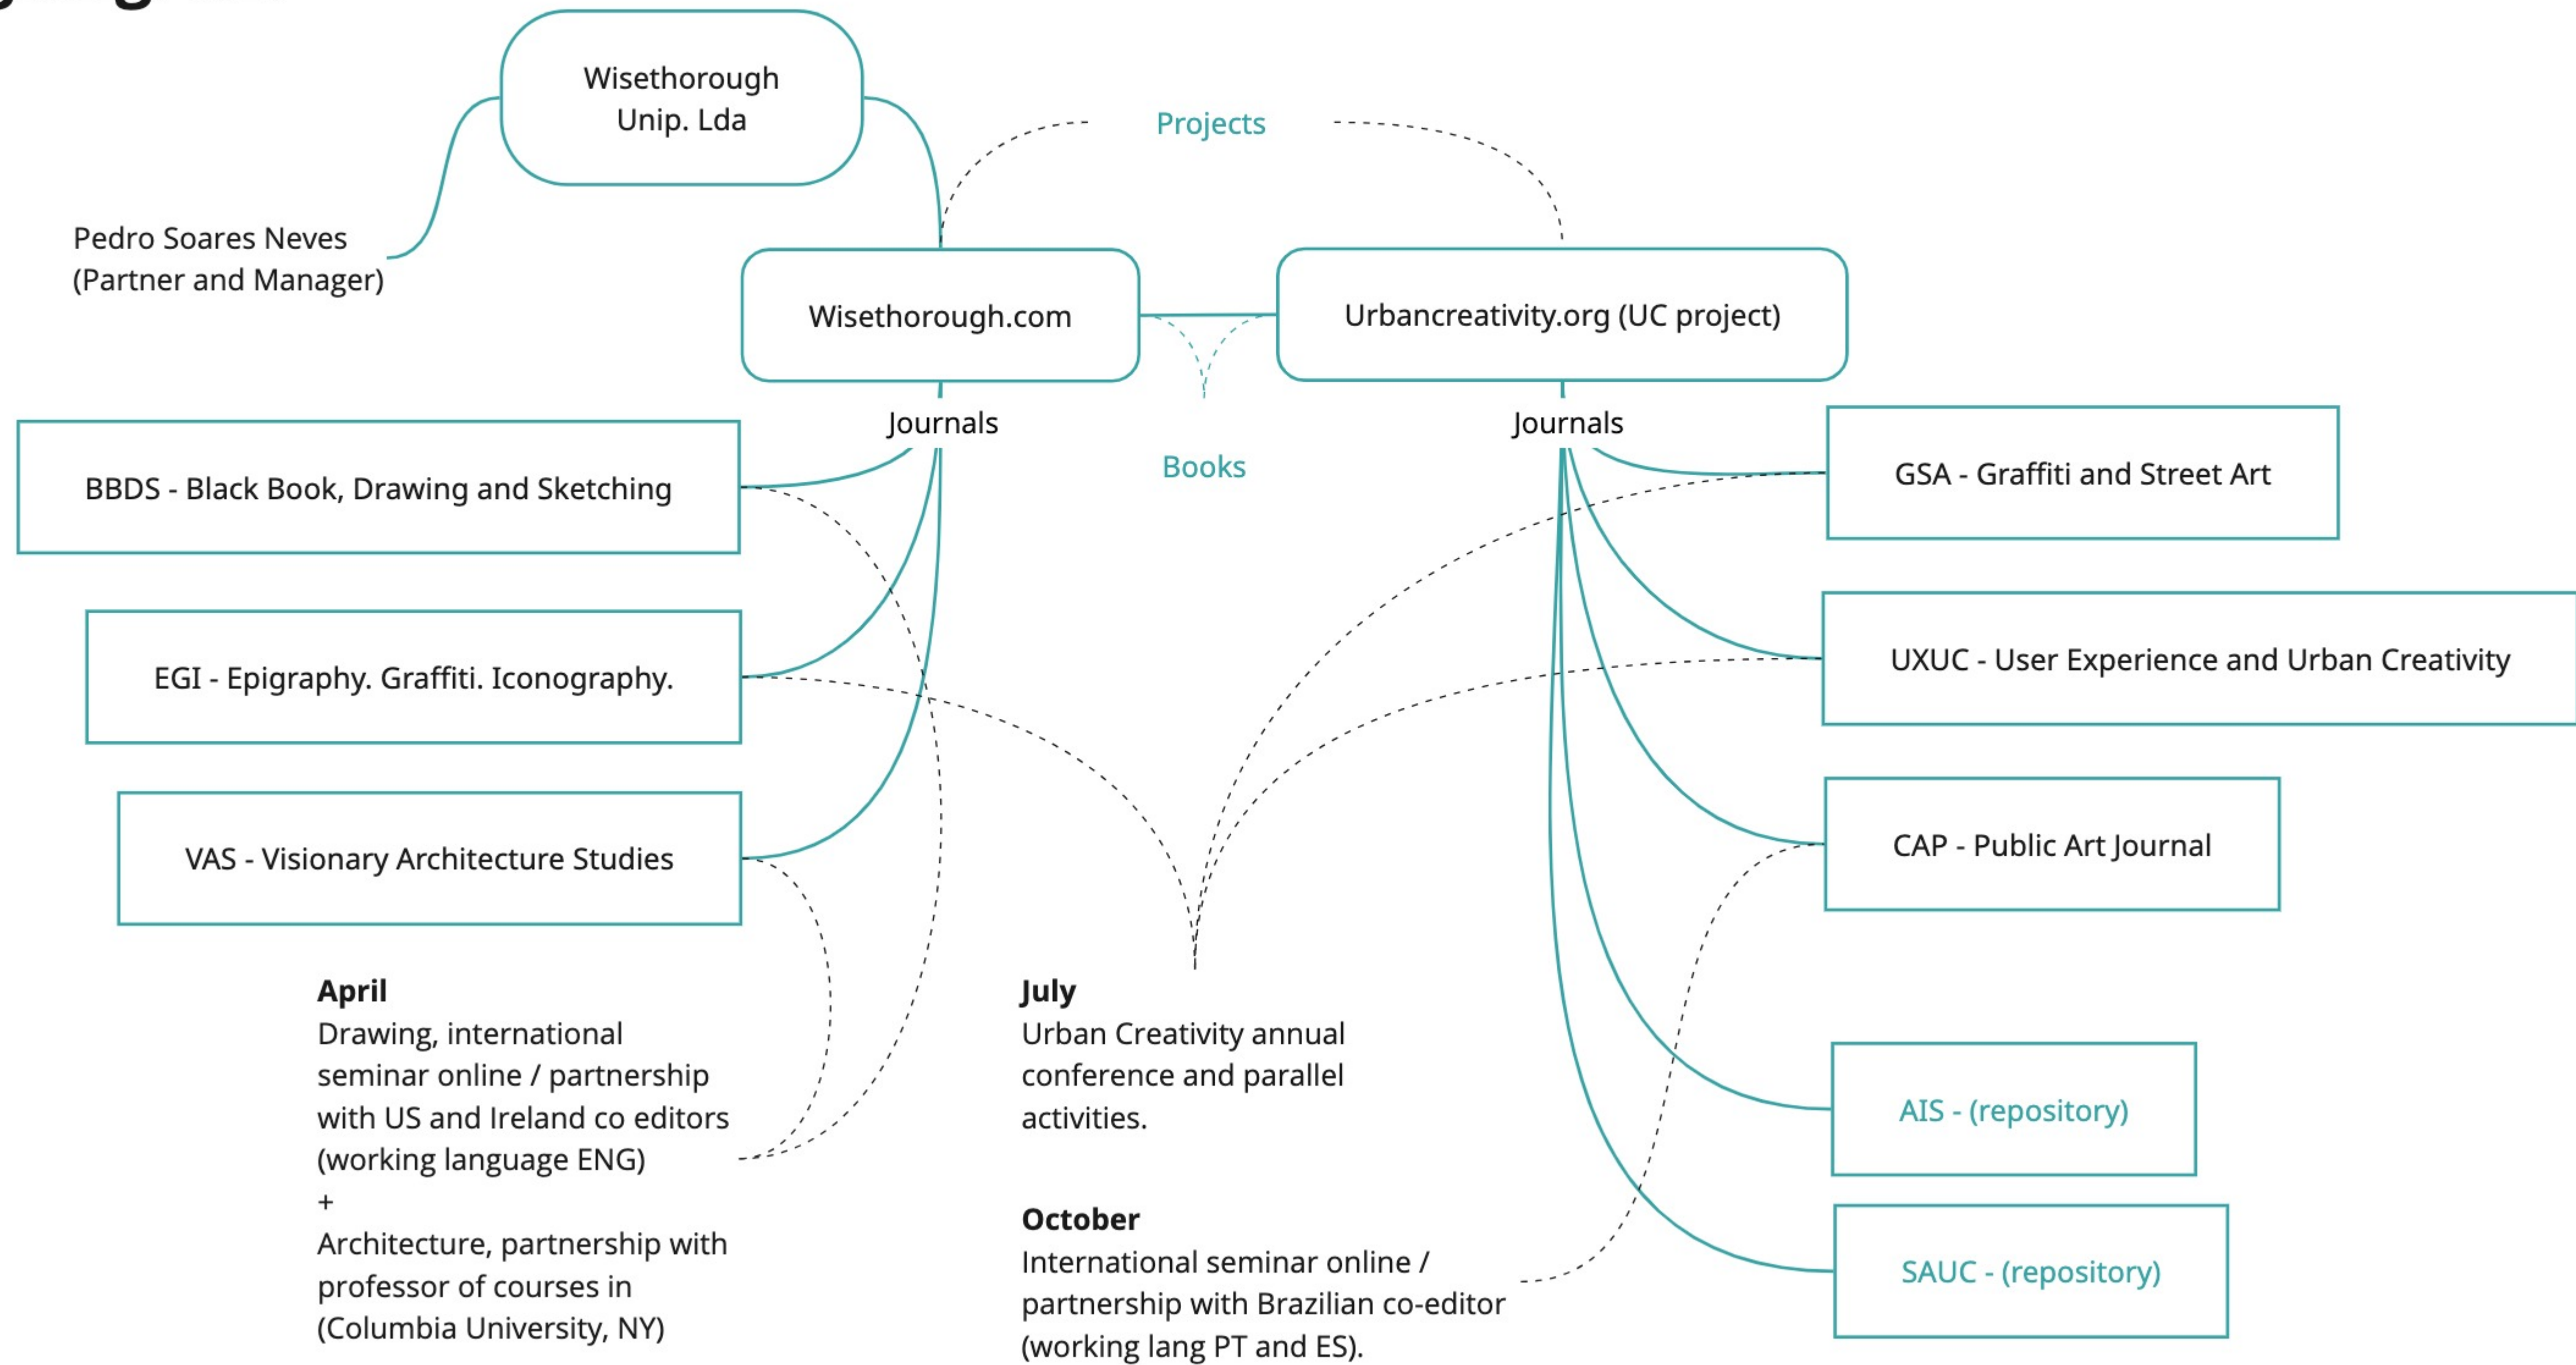 Wisethorough
Unip. Lda
Projects
Pedro Soares Neves
(Partner and Manager)
Wisethorough.com
Urbancreativity.org (UC project)
Journals
Journals
Books
BBDS - Black Book, Drawing and Sketching
EGI - Epigraphy. Graffiti. Iconography.
VAS - Visionary Architecture Studies
GSA - Graffiti and Street Art
UXUC - User Experience and Urban Creativity
CAP - Public Art Journal
AIS - (repository)
SAUC - (repository)
April
Drawing, international
seminar online / partnership
with US and Ireland co editors
(working language ENG)
+
Architecture, partnership with
professor of courses in
(Columbia University, NY)
July
Urban Creativity annual
conference and parallel
activities.
October
International seminar online /
partnership with Brazilian co-editor
(working lang PT and ES).